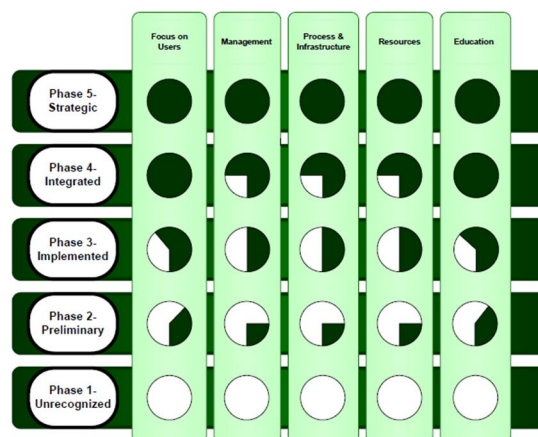 Focus on
Users
Management
Process &
Infrastructure
Resources
Education
Phase 5-
Strategic
Phase 4-
Integrated
Phase 3-
Implemented
Phase 2-
Preliminary
Phase 1-
Unrecognized